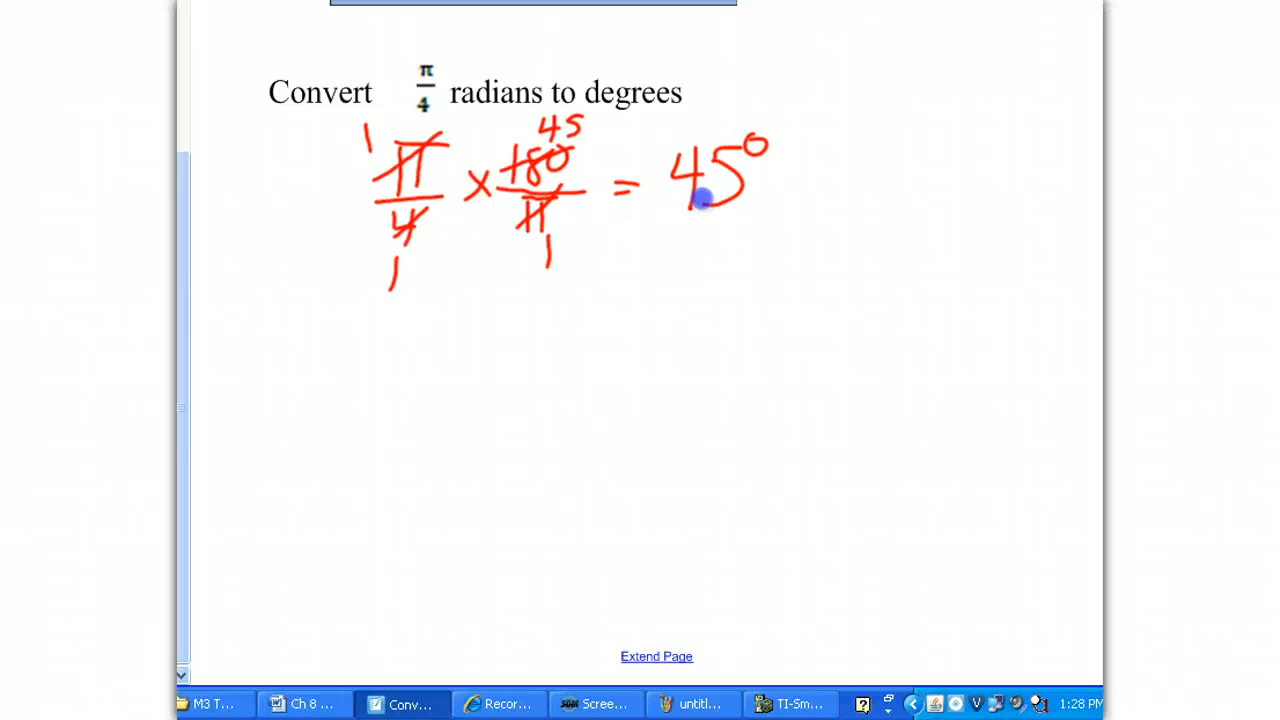 Convert π/4 radians to degrees
1 45
π/4 × 180/π = 45°
1 1
Extend Page
M3 T... Ch 8 ... Conv... Recor... Scree... untitl... TI-Sm... ? V 1:28 PM